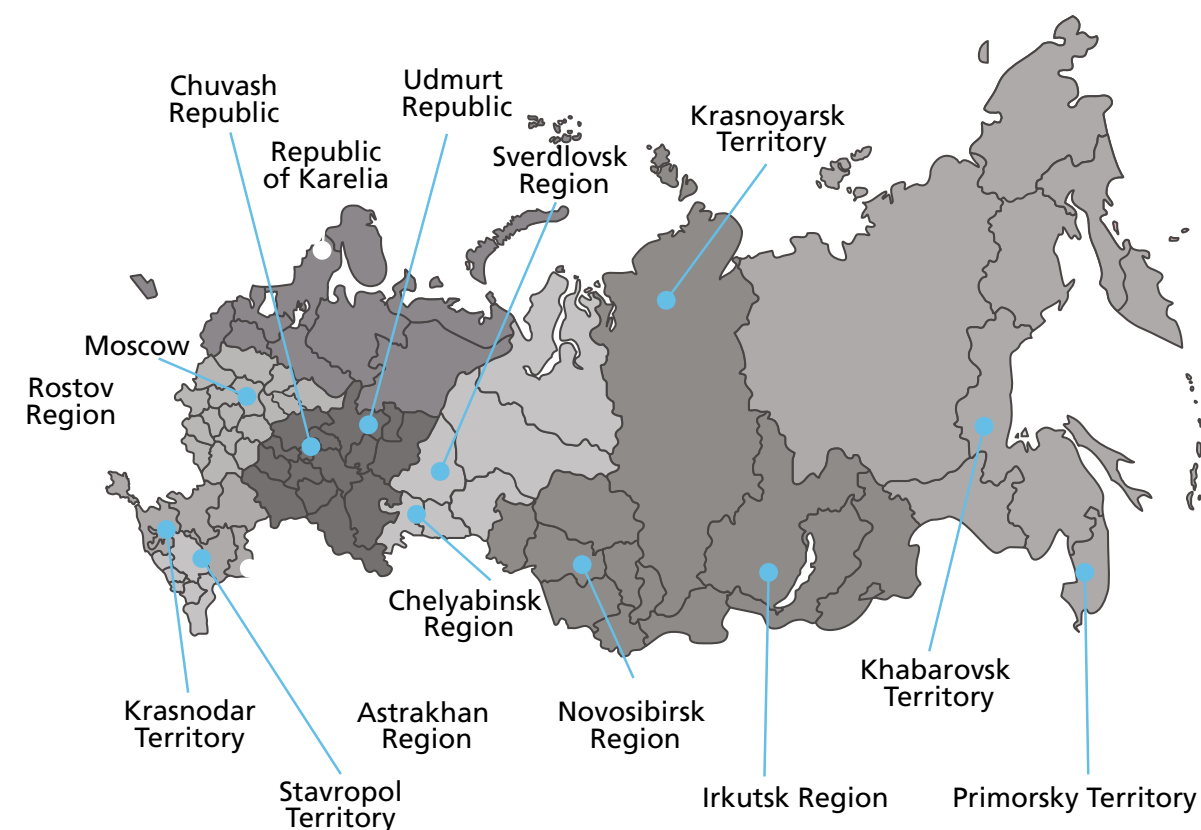 Chuvash
Republic
Udmurt
Republic
Republic
of Karelia
Sverdlovsk
Region
Krasnoyarsk
Territory
Moscow
Rostov
Region
Chelyabinsk
Region
Khabarovsk
Territory
Krasnodar
Territory
Astrakhan
Region
Novosibirsk
Region
Stavropol
Territory
Irkutsk Region
Primorsky Territory